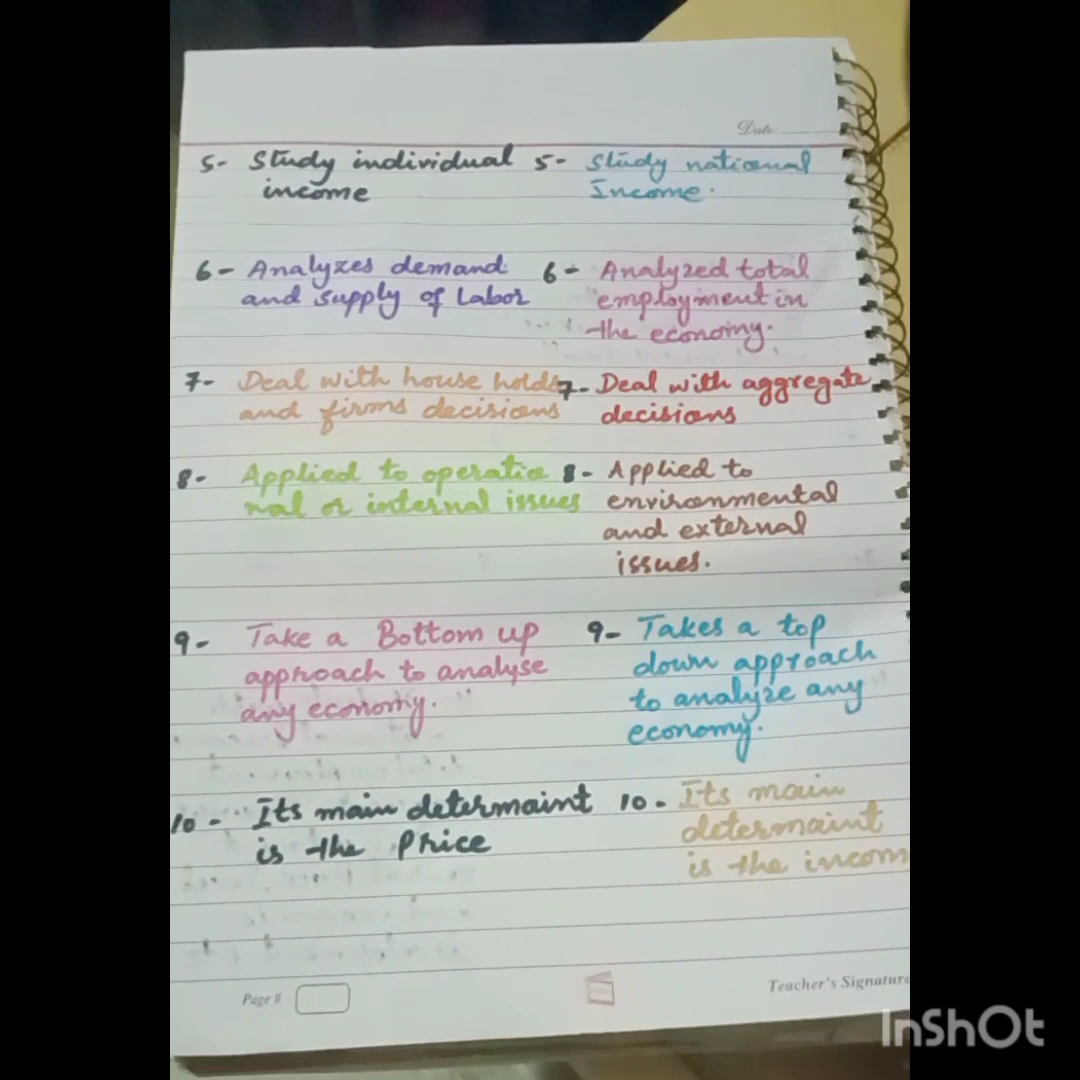 Date
5- Study individual
income
5- Study national
Income.
6- Analyzes demand
and supply of Labor
6- Analyzed total
employment in
the economy.
7- Deal with house holds
and firms decisions
7- Deal with aggregate
decisions
8- Applied to operatio
nal or internal issues
8- Applied to
environmental
and external
issues.
9- Take a Bottom up
approach to analyse
any economy.
9- Takes a top
down approach
to analyze any
economy.
10- Its main determaint
is the Price
10- Its main
determaint
is the incom
Page #
Teacher's Signature
InShOt